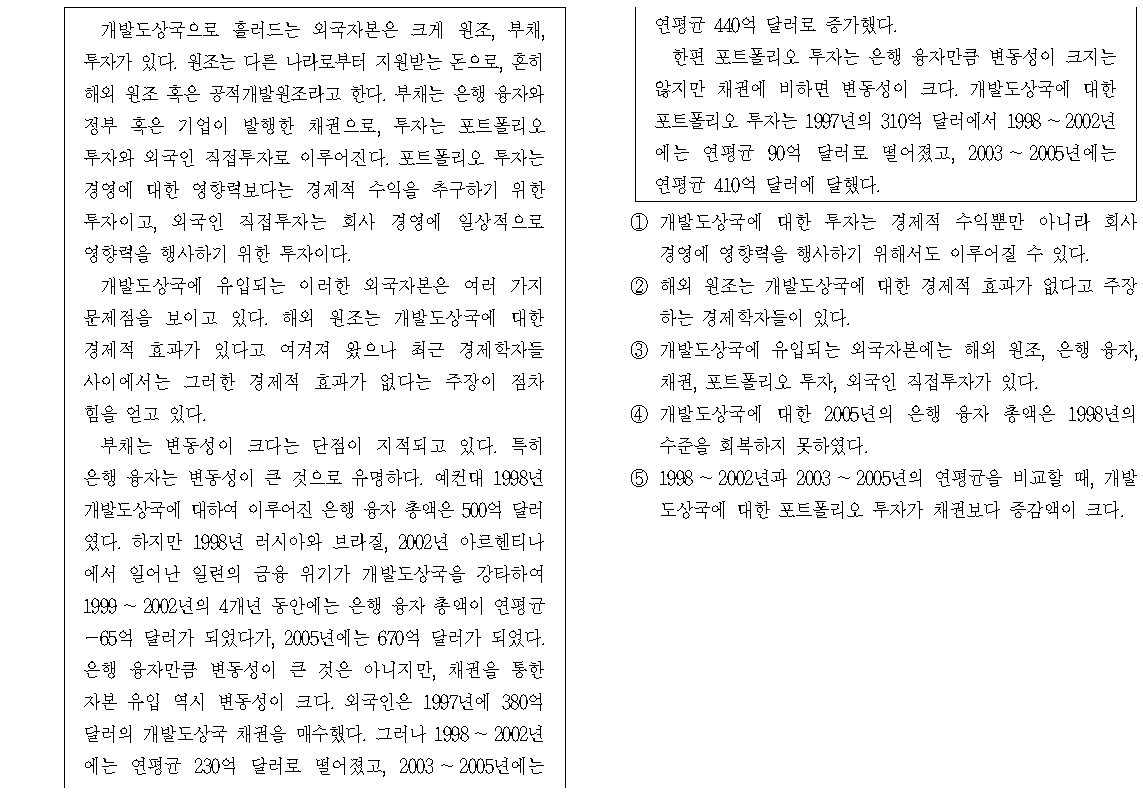 개발도상국으로 흘러드는 외국자본은 크게 원조, 부채,
투자가 있다. 원조는 다른 나라로부터 지원받는 돈으로, 흔히
해외 원조 혹은 공적개발원조라고 한다. 부채는 은행 융자와
정부 혹은 기업이 발행한 채권으로, 투자는 포트폴리오
투자와 외국인 직접투자로 이루어진다. 포트폴리오 투자는
경영에 대한 영향력보다는 경제적 수익을 추구하기 위한
투자이고, 외국인 직접투자는 회사 경영에 일상적으로
영향력을 행사하기 위한 투자이다.
개발도상국에 유입되는 이러한 외국자본은 여러 가지
문제점을 보이고 있다. 해외 원조는 개발도상국에 대한
경제적 효과가 있다고 여겨져 왔으나 최근 경제학자들
사이에서는 그러한 경제적 효과가 없다는 주장이 점차
힘을 얻고 있다.
부채는 변동성이 크다는 단점이 지적되고 있다. 특히
은행 융자는 변동성이 큰 것으로 유명하다. 예컨대 1998년
개발도상국에 대하여 이루어진 은행 융자 총액은 500억 달러
였다. 하지만 1998년 러시아와 브라질, 2002년 아르헨티나
에서 일어난 일련의 금융 위기가 개발도상국을 강타하여
1999 ~ 2002년의 4개년 동안에는 은행 융자 총액이 연평균
-65억 달러가 되었다가, 2005년에는 670억 달러가 되었다.
은행 융자만큼 변동성이 큰 것은 아니지만, 채권을 통한
자본 유입 역시 변동성이 크다. 외국인은 1997년에 380억
달러의 개발도상국 채권을 매수했다. 그러나 1998 ~ 2002년
에는 연평균 230억 달러로 떨어졌고, 2003 ~ 2005년에는
연평균 440억 달러로 증가했다.
한편 포트폴리오 투자는 은행 융자만큼 변동성이 크지는
않지만 채권에 비하면 변동성이 크다. 개발도상국에 대한
포트폴리오 투자는 1997년의 310억 달러에서 1998 ~ 2002년
에는 연평균 90억 달러로 떨어졌고, 2003 ~ 2005년에는
연평균 410억 달러에 달했다.
① 개발도상국에 대한 투자는 경제적 수익뿐만 아니라 회사
경영에 영향력을 행사하기 위해서도 이루어질 수 있다.
② 해외 원조는 개발도상국에 대한 경제적 효과가 없다고 주장
하는 경제학자들이 있다.
③ 개발도상국에 유입되는 외국자본에는 해외 원조, 은행 융자,
채권, 포트폴리오 투자, 외국인 직접투자가 있다.
④ 개발도상국에 대한 2005년의 은행 융자 총액은 1998년의
수준을 회복하지 못하였다.
⑤ 1998 ~ 2002년과 2003 ~ 2005년의 연평균을 비교할 때, 개발
도상국에 대한 포트폴리오 투자가 채권보다 증감액이 크다.